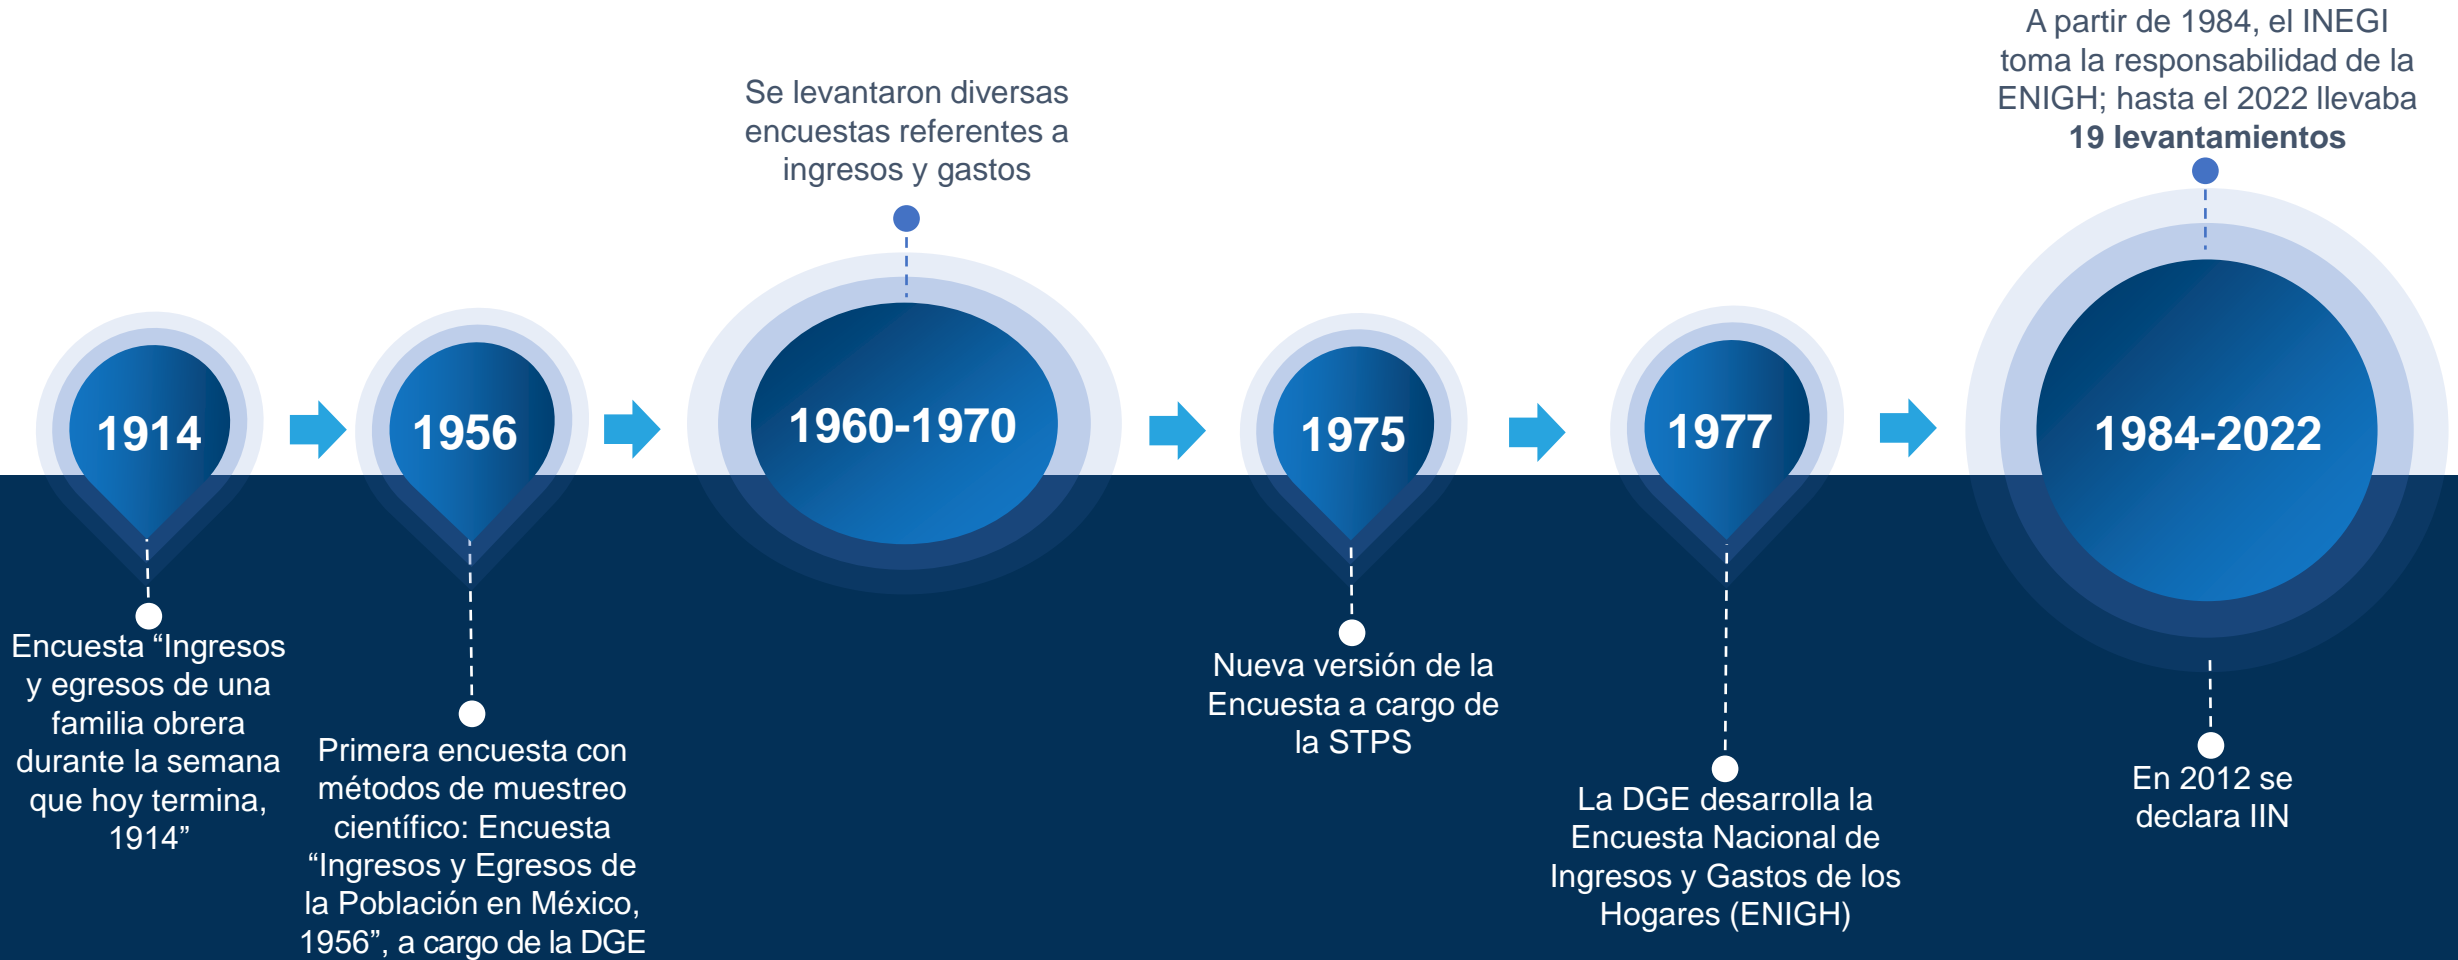 1914
Encuesta “Ingresos
y egresos de una
familia obrera
durante la semana
que hoy termina,
1914”
1956
Primera encuesta con
métodos de muestreo
científico: Encuesta
“Ingresos y Egresos de
la Población en México,
1956”, a cargo de la DGE
Se levantaron diversas
encuestas referentes a
ingresos y gastos
1960-1970
1975
Nueva versión de la
Encuesta a cargo de
la STPS
1977
La DGE desarrolla la
Encuesta Nacional de
Ingresos y Gastos de los
Hogares (ENIGH)
A partir de 1984, el INEGI
toma la responsabilidad de la
ENIGH; hasta el 2022 llevaba
19 levantamientos
1984-2022
En 2012 se
declara IIN